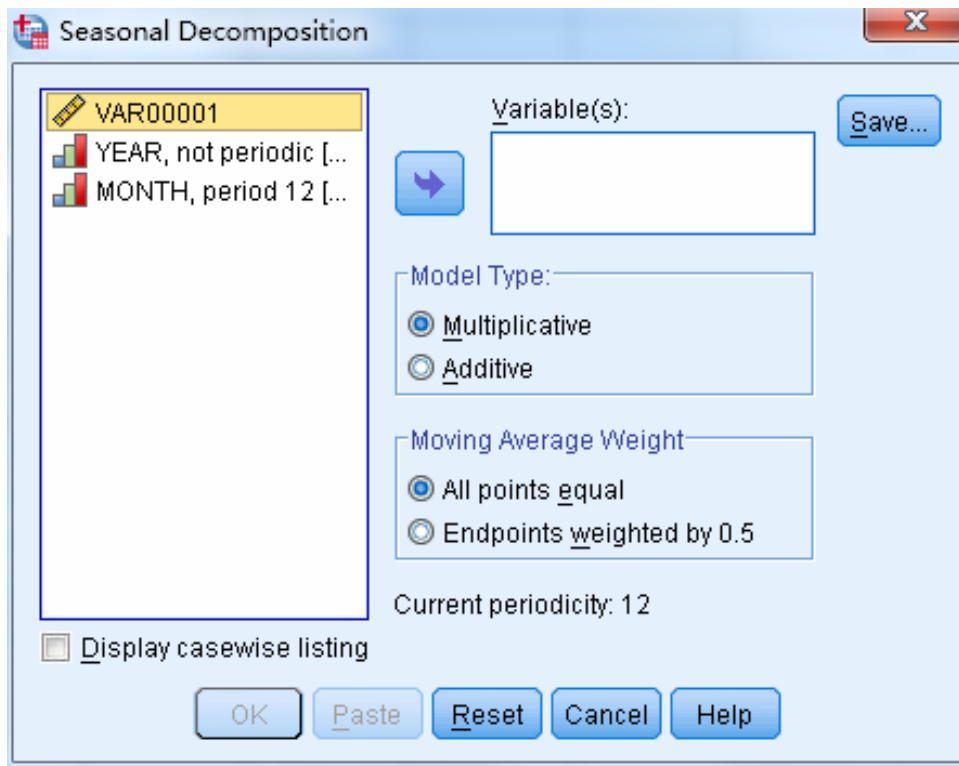 Seasonal Decomposition
VAR00001
YEAR, not periodic [...
MONTH, period 12 [...
Variable(s):
Save...
Model Type:
Multiplicative
Additive
Moving Average Weight
All points equal
Endpoints weighted by 0.5
Current periodicity: 12
Display casewise listing
OK
Paste
Reset
Cancel
Help